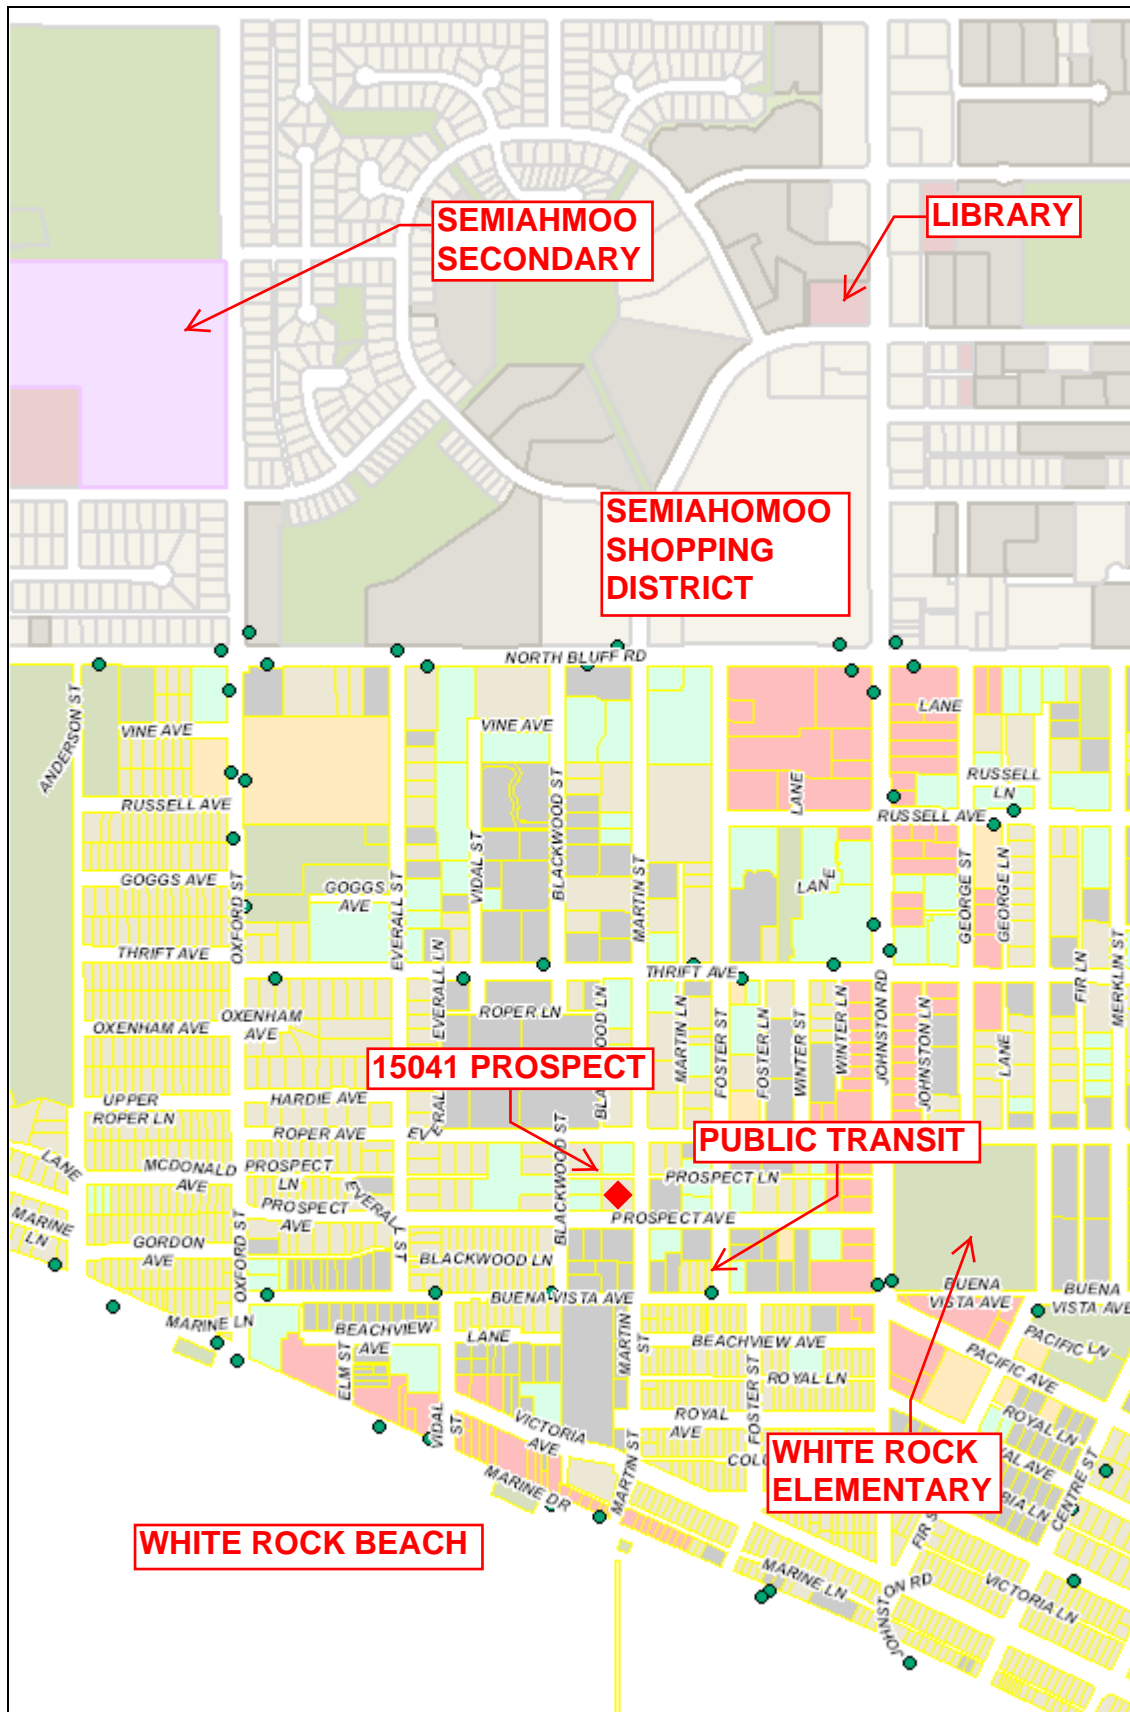 SEMIAHMOO
SECONDARY
LIBRARY
SEMIAHOMOO
SHOPPING
DISTRICT
NORTH BLUFF RD
ANDERSON ST
VINE AVE
VINE AVE
LANE
RUSSELL AVE
RUSSELL
LN
LANE
RUSSELL AVE
GOGGS AVE
OXFORD ST
GOGGS
AVE
EVERALL ST
VIDAL ST
BLACKWOOD ST
MARTIN ST
LANE
GEORGE ST
GEORGE LN
THRIFT AVE
EVERALL LN
THRIFT AVE
FIR LN
MERKLIN ST
OXENHAM AVE
OXENHAM
AVE
ROPER LN
MARTIN LN
FOSTER ST
FOSTER LN
WINTER ST
WINTER LN
JOHNSTON RD
JOHNSTON LN
LANE
15041 PROSPECT
UPPER
ROPER LN
HARDIE AVE
ROPER AVE
PUBLIC TRANSIT
LANE
MCDONALD
AVE
PROSPECT
LN
BLACKWOOD ST
PROSPECT LN
MARINE
LN
PROSPECT
AVE
EVERALL ST
PROSPECT AVE
GORDON
AVE
OXFORD ST
BLACKWOOD LN
BUENA VISTA AVE
BUENA
VISTA AVE
BUENA
VISTA AVE
MARINE LN
BEACHVIEW
AVE
LANE
MARTIN
ST
BEACHVIEW AVE
PACIFIC LN
PACIFIC AVE
ELM ST
ROYAL LN
FOSTER ST
VIDAL
ST
VICTORIA
AVE
ROYAL
AVE
ROYAL LN
WHITE ROCK
ELEMENTARY
MARINE DR
MARTIN ST
CENTRE ST
WHITE ROCK BEACH
MARINE LN
JOHNSTON RD
VICTORIA LN